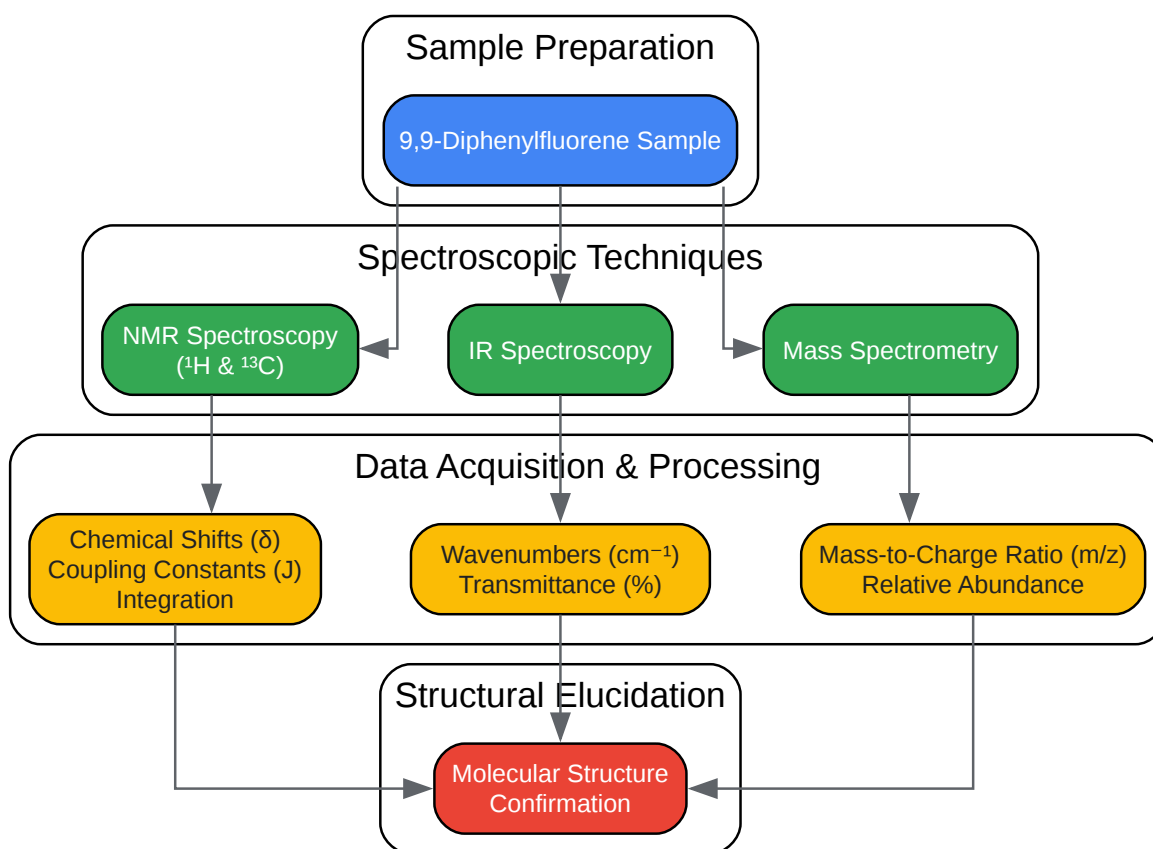 Sample Preparation
9,9-Diphenylfluorene Sample
Spectroscopic Techniques
NMR Spectroscopy
(¹H & ¹³C)
IR Spectroscopy
Mass Spectrometry
Data Acquisition & Processing
Chemical Shifts (δ)
Coupling Constants (J)
Integration
Wavenumbers (cm⁻¹)
Transmittance (%)
Mass-to-Charge Ratio (m/z)
Relative Abundance
Structural Elucidation
Molecular Structure
Confirmation